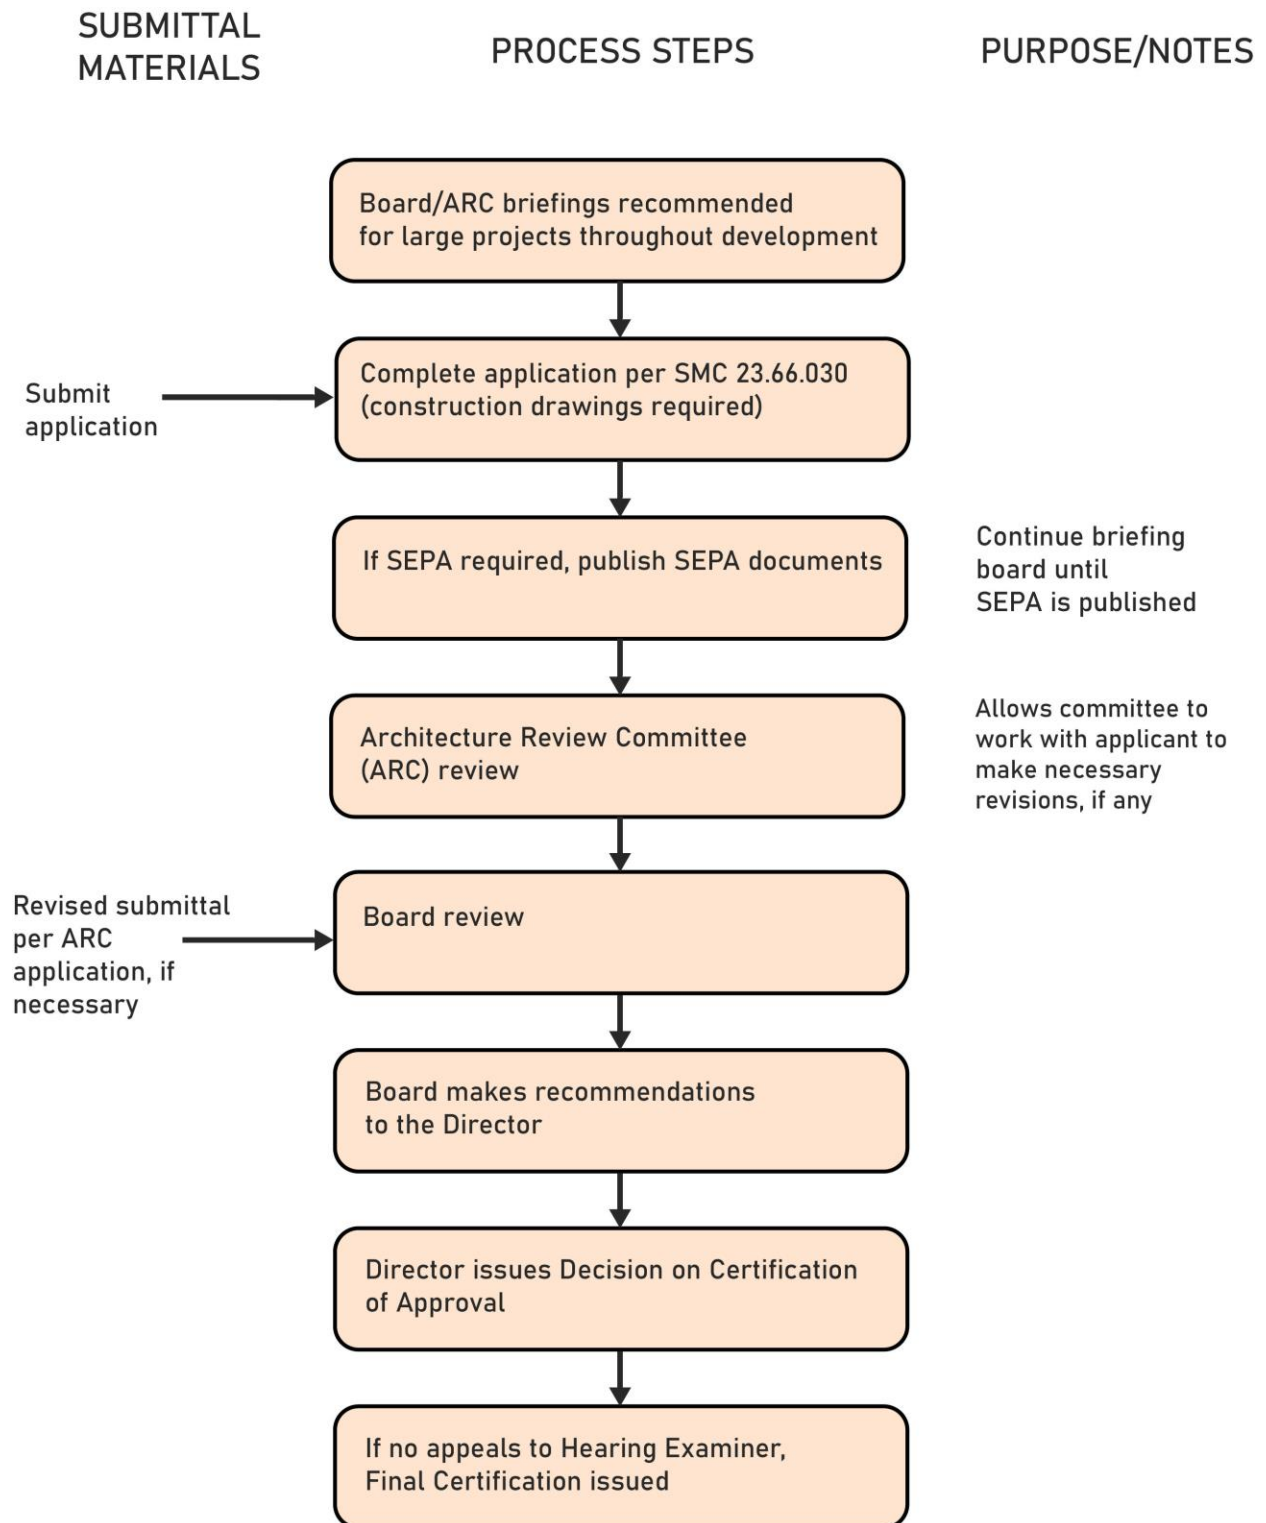 SUBMITTAL
MATERIALS
PROCESS STEPS
PURPOSE/NOTES
Board/ARC briefings recommended
for large projects throughout development
Submit
application
Complete application per SMC 23.66.030
(construction drawings required)
If SEPA required, publish SEPA documents
Continue briefing
board until
SEPA is published
Architecture Review Committee
(ARC) review
Allows committee to
work with applicant to
make necessary
revisions, if any
Revised submittal
per ARC
application, if
necessary
Board review
Board makes recommendations
to the Director
Director issues Decision on Certification
of Approval
If no appeals to Hearing Examiner,
Final Certification issued